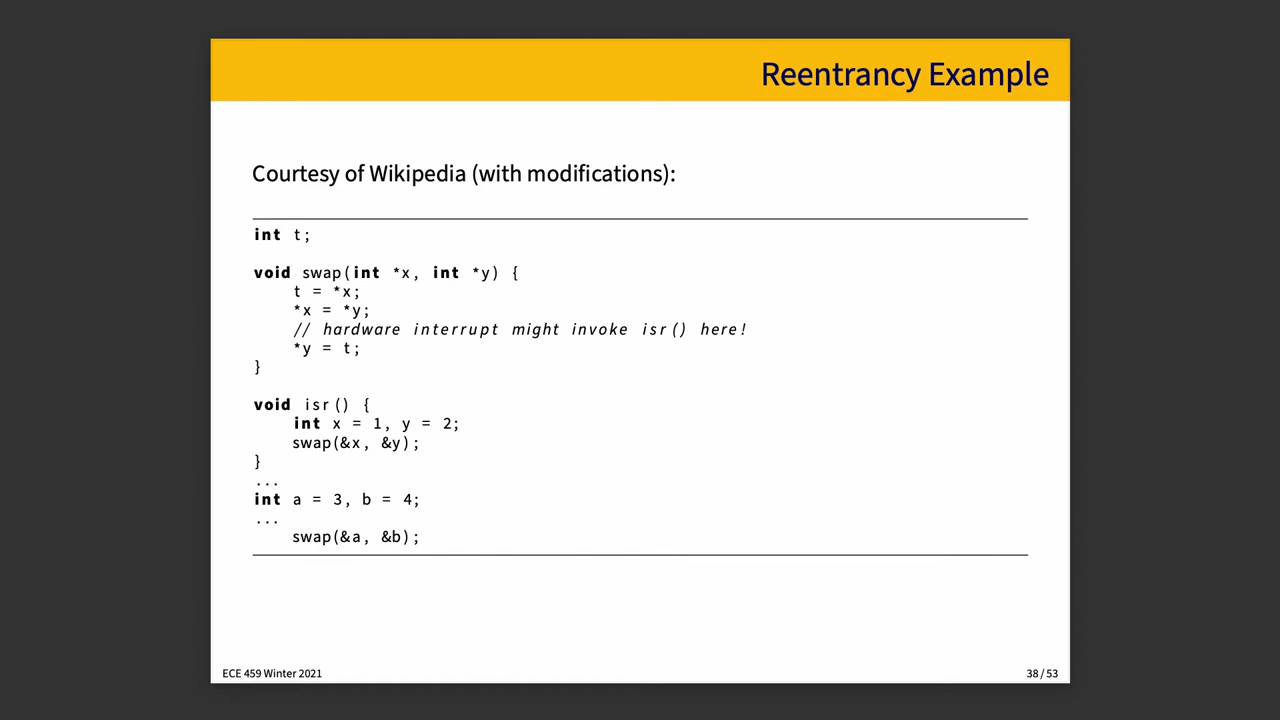 Reentrancy Example
Courtesy of Wikipedia (with modifications):
int t;
void swap(int *x, int *y) {
    t = *x;
    *x = *y;
    // hardware interrupt might invoke isr() here!
    *y = t;
}
void isr() {
    int x = 1, y = 2;
    swap(&x, &y);
}
...
int a = 3, b = 4;
...
    swap(&a, &b);
ECE 459 Winter 2021
38 / 53